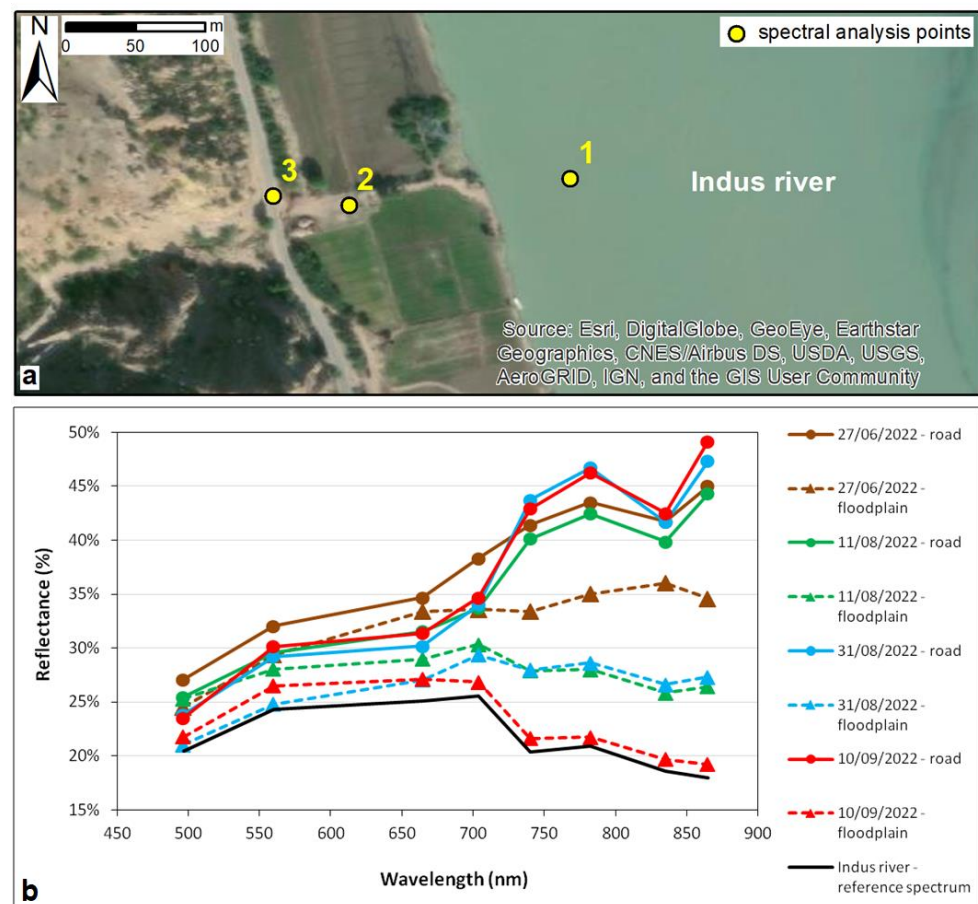 N
m
0 50 100
spectral analysis points
1
2
3
Indus river
Source: Esri, DigitalGlobe, GeoEye, Earthstar
Geographics, CNES/Airbus DS, USDA, USGS,
AeroGRID, IGN, and the GIS User Community
a
50%
45%
40%
35%
30%
25%
20%
15%
Reflectance (%)
450 500 550 600 650 700 750 800 850 900
Wavelength (nm)
27/06/2022 - road
27/06/2022 -
floodplain
11/08/2022 - road
11/08/2022 -
floodplain
31/08/2022 - road
31/08/2022 -
floodplain
10/09/2022 - road
10/09/2022 -
floodplain
Indus river -
reference spectrum
b